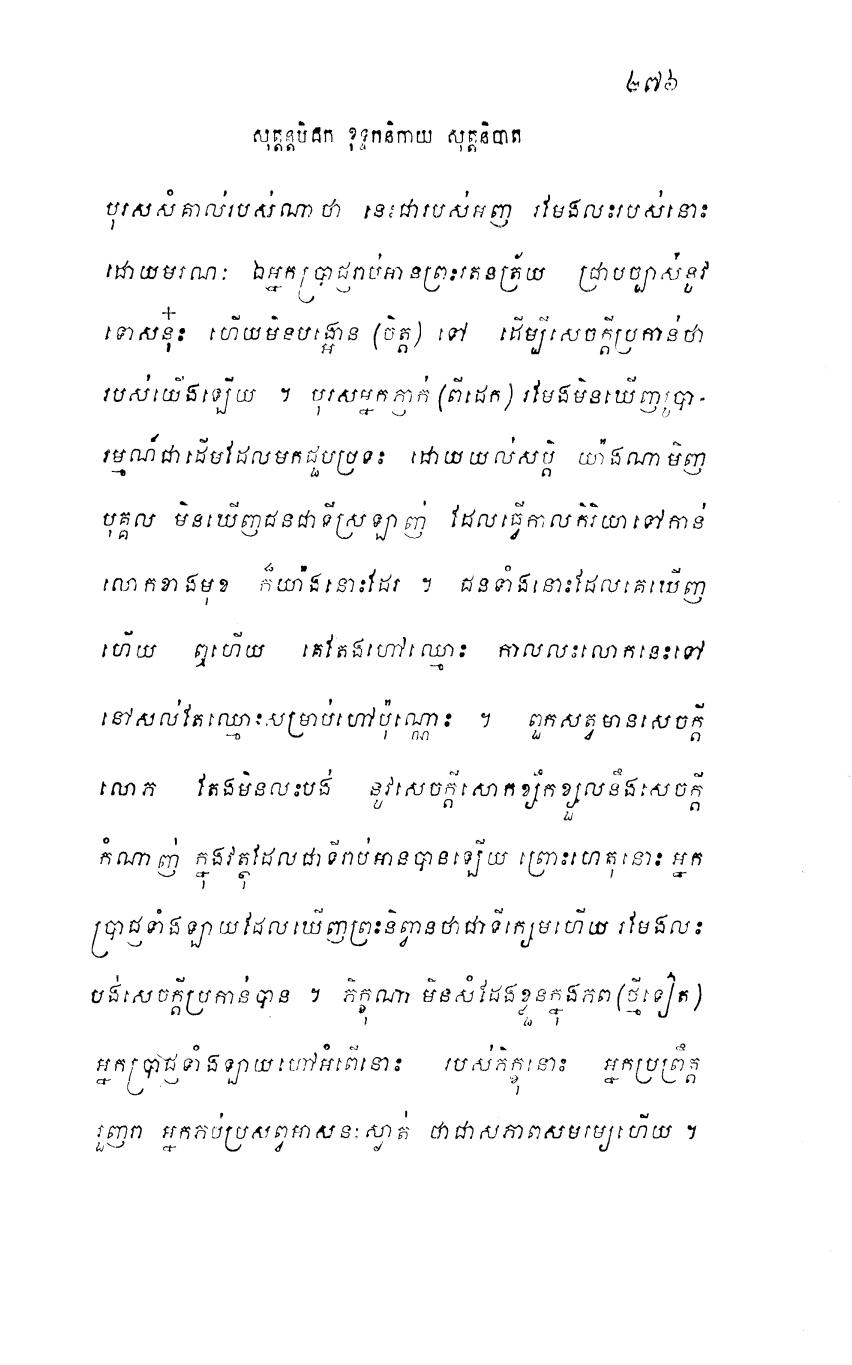 ២៧៦
សុត្តន្តបិដក ខុទ្ទកនិកាយ សុត្តនិបាត
បុរសសំគាល់របស់ណាថា នេះជារបស់អញ រមែងលះរបស់នោះ
ដោយមរណៈ ឯអ្នកប្រាជ្ញរាប់អានព្រះរតនត្រ័យ ជ្រាបច្បាស់នូវ
ទោសនុ៎ះ ហើយមិនបង្អោន (ចិត្ត) ទៅ ដើម្បីសេចក្តីប្រកាន់ថា
របស់យើងឡើយ ។ បុរសអ្នកភ្ញាក់ (ពីដេក) រមែងមិនឃើញរូបា-
រម្មណ៍ជាដើមដែលមកជួបប្រទះ ដោយយល់សប្តិ យ៉ាងណាមិញ
បុគ្គល មិនឃើញជនជាទីស្រឡាញ់ ដែលធ្វើកាលកិរិយាទៅកាន់
លោកខាងមុខ ក៏យ៉ាងនោះដែរ ។ ជនទាំងនោះដែលគេឃើញ
ហើយ ឮហើយ គេតែងហៅឈ្មោះ កាលលះលោកនេះទៅ
នៅសល់តែឈ្មោះសម្រាប់ហៅប៉ុណ្ណោះ ។ ពួកសត្វមានសេចក្តី
លោភ តែងមិនលះបង់ នូវសេចក្តីសោកខ្សឹកខ្សួលនឹងសេចក្តី
កំណាញ់ ក្នុងវត្ថុដែលជាទីរាប់អានបានឡើយ ព្រោះហេតុនោះ អ្នក
ប្រាជ្ញទាំងឡាយដែលឃើញព្រះនិព្វានថាជាទីក្សេមហើយ រមែងលះ
បង់សេចក្តីប្រកាន់បាន ។ ភិក្ខុណា មិនសំដែងខ្លួនក្នុងភព (ថ្មីទៀត)
អ្នកប្រាជ្ញទាំងឡាយហៅអំពើនោះ របស់ភិក្ខុនោះ អ្នកប្រព្រឹត្ត
រួញរា អ្នកគប់ប្រសព្វអាសនៈស្ងាត់ ថាជាសភាពសមរម្យហើយ ។